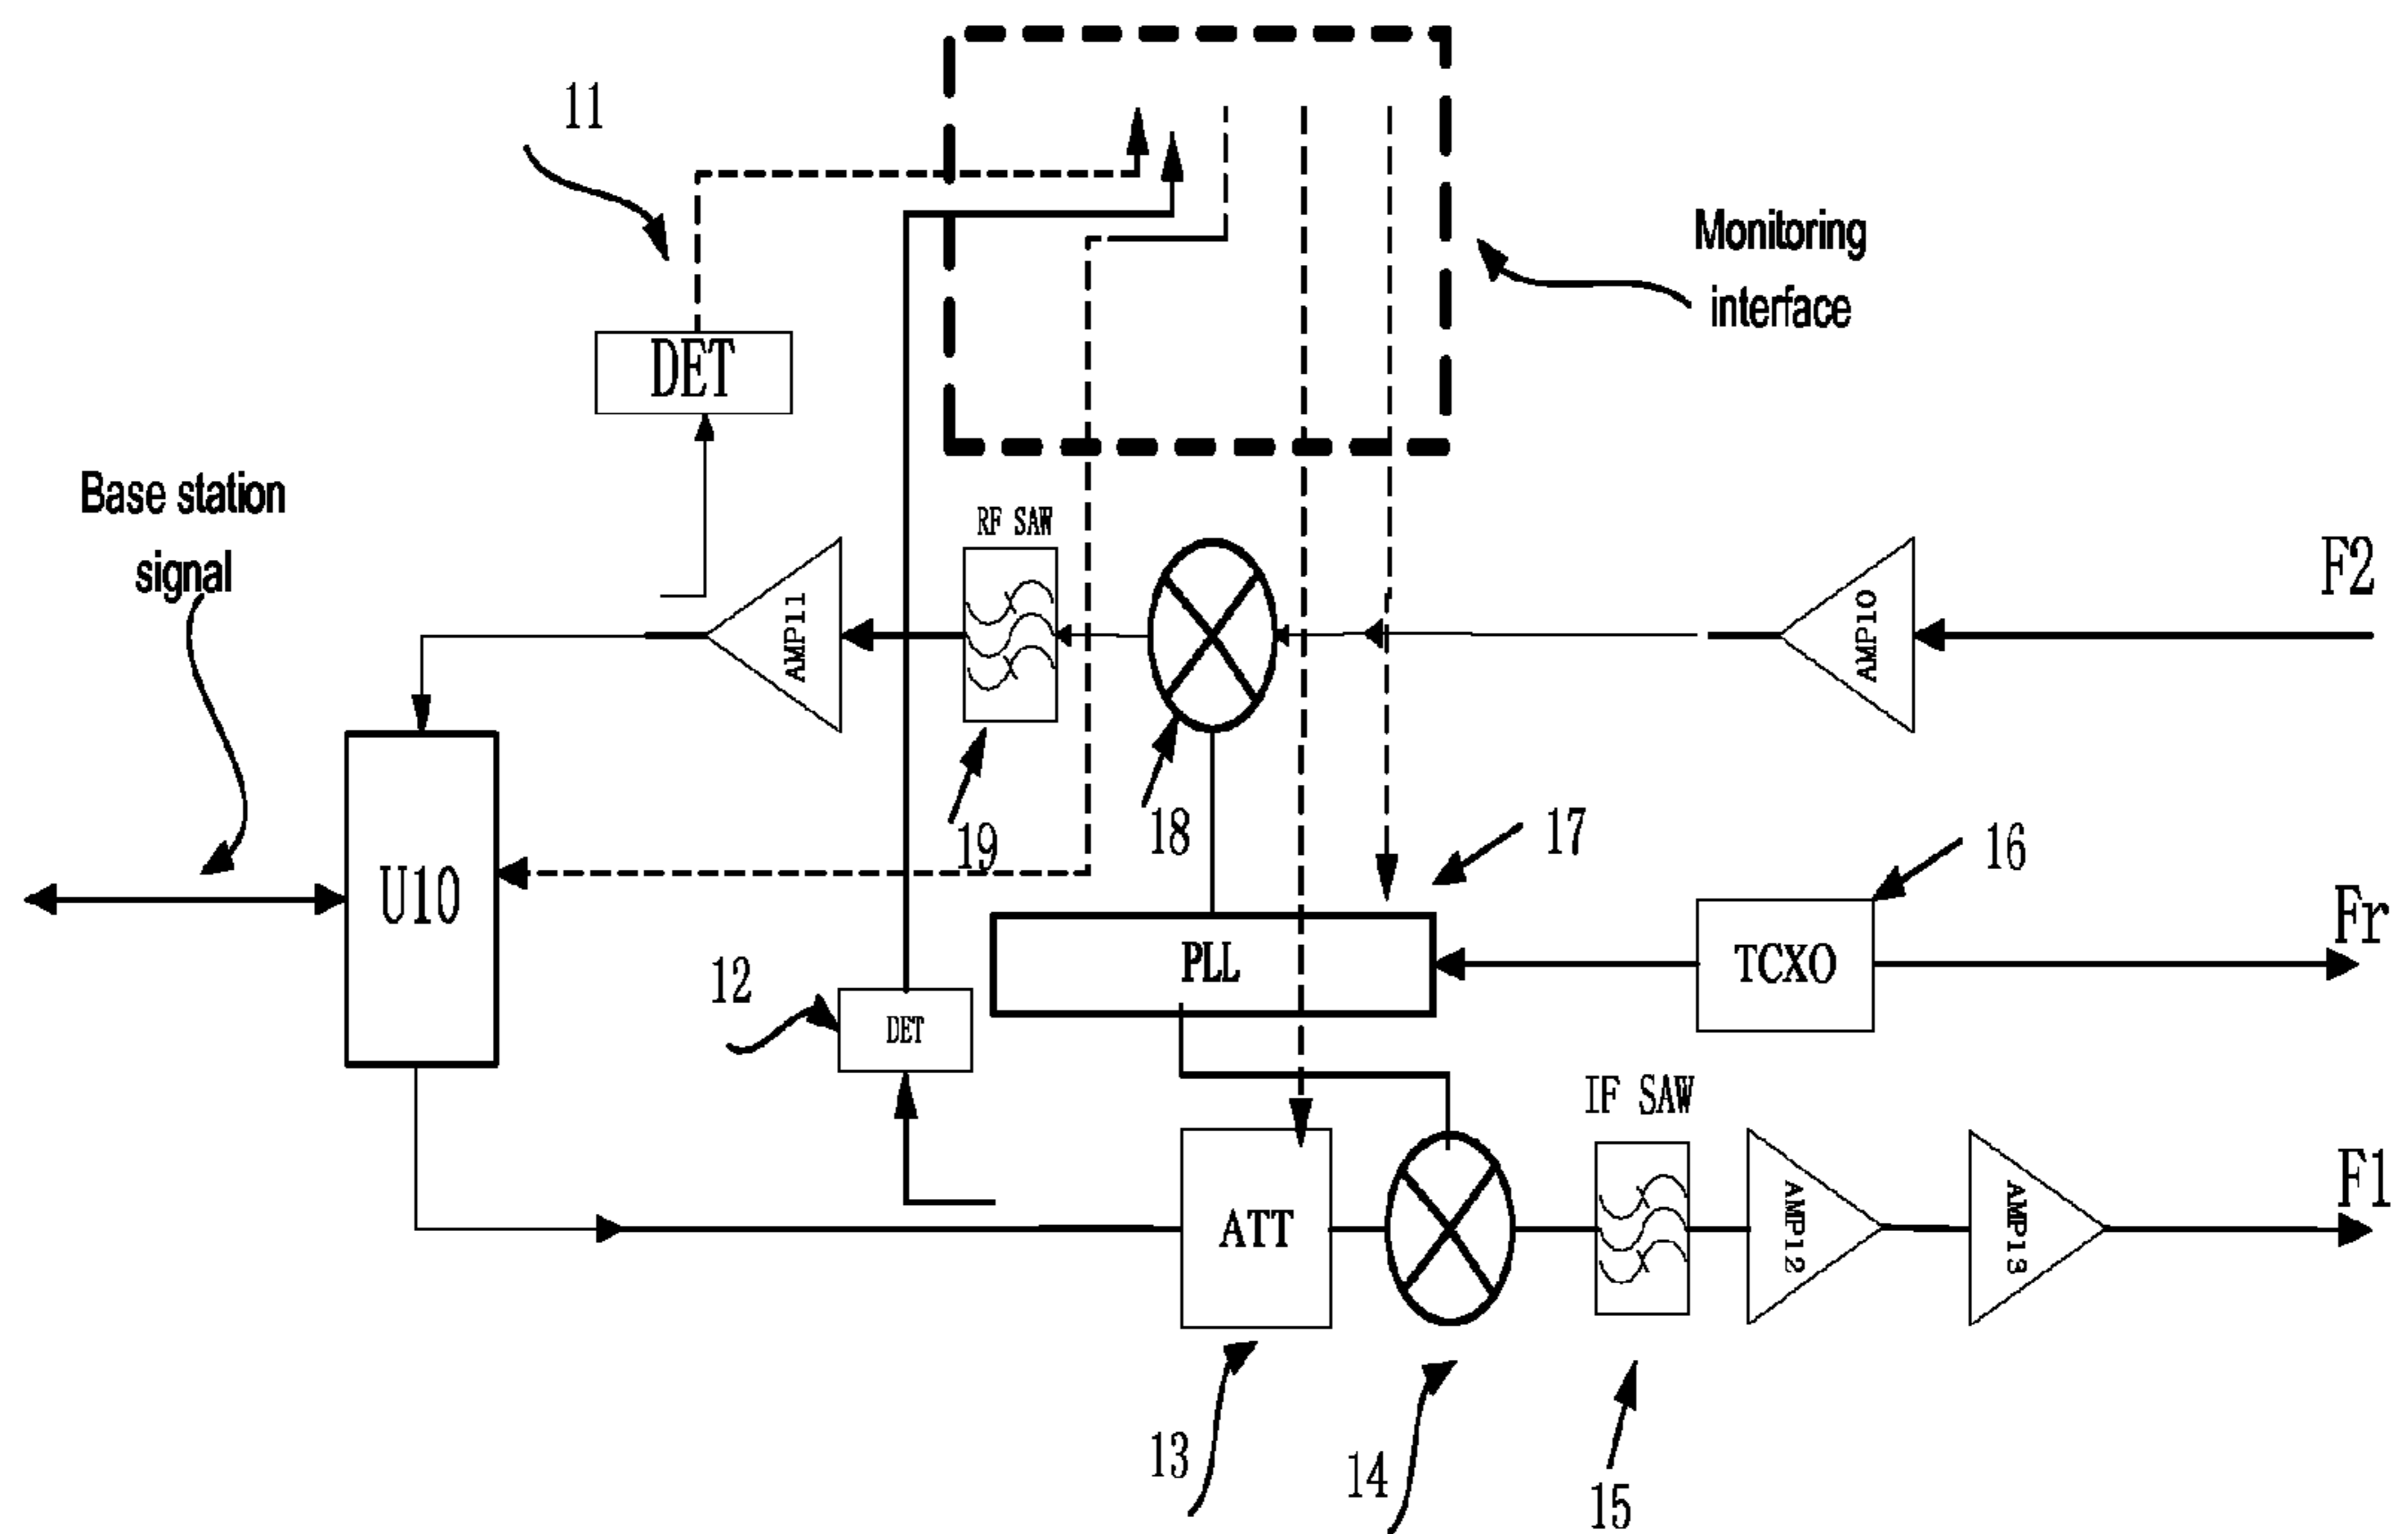 11
Monitoring
interface
DET
Base station
signal
RF SAW
F2
AMP11
AMP10
19
18
17
16
U10
Fr
PLL
TCXO
12
DET
IF SAW
F1
ATT
AMP12
AMP13
13
14
15